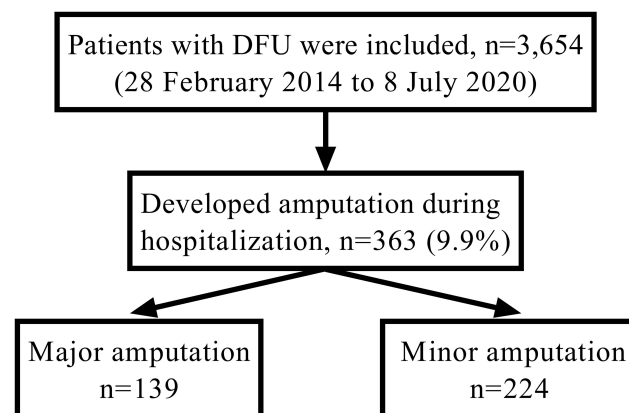 Patients with DFU were included, n=3,654
(28 February 2014 to 8 July 2020)
Developed amputation during
hospitalization, n=363 (9.9%)
Major amputation
n=139
Minor amputation
n=224